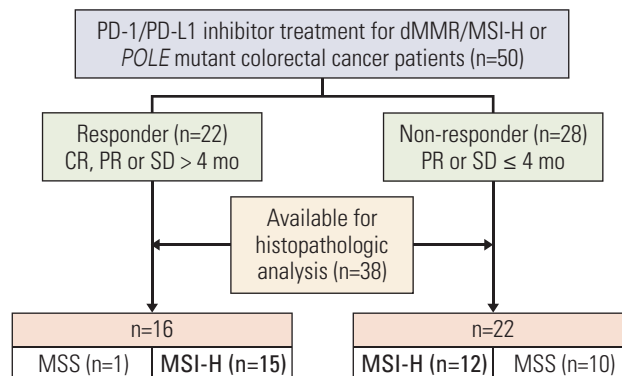 PD-1/PD-L1 inhibitor treatment for dMMR/MSI-H or
POLE mutant colorectal cancer patients (n=50)
Responder (n=22)
CR, PR or SD > 4 mo
Non-responder (n=28)
PR or SD ≤ 4 mo
Available for
histopathologic
analysis (n=38)
n=16
MSS (n=1)
MSI-H (n=15)
n=22
MSI-H (n=12)
MSS (n=10)